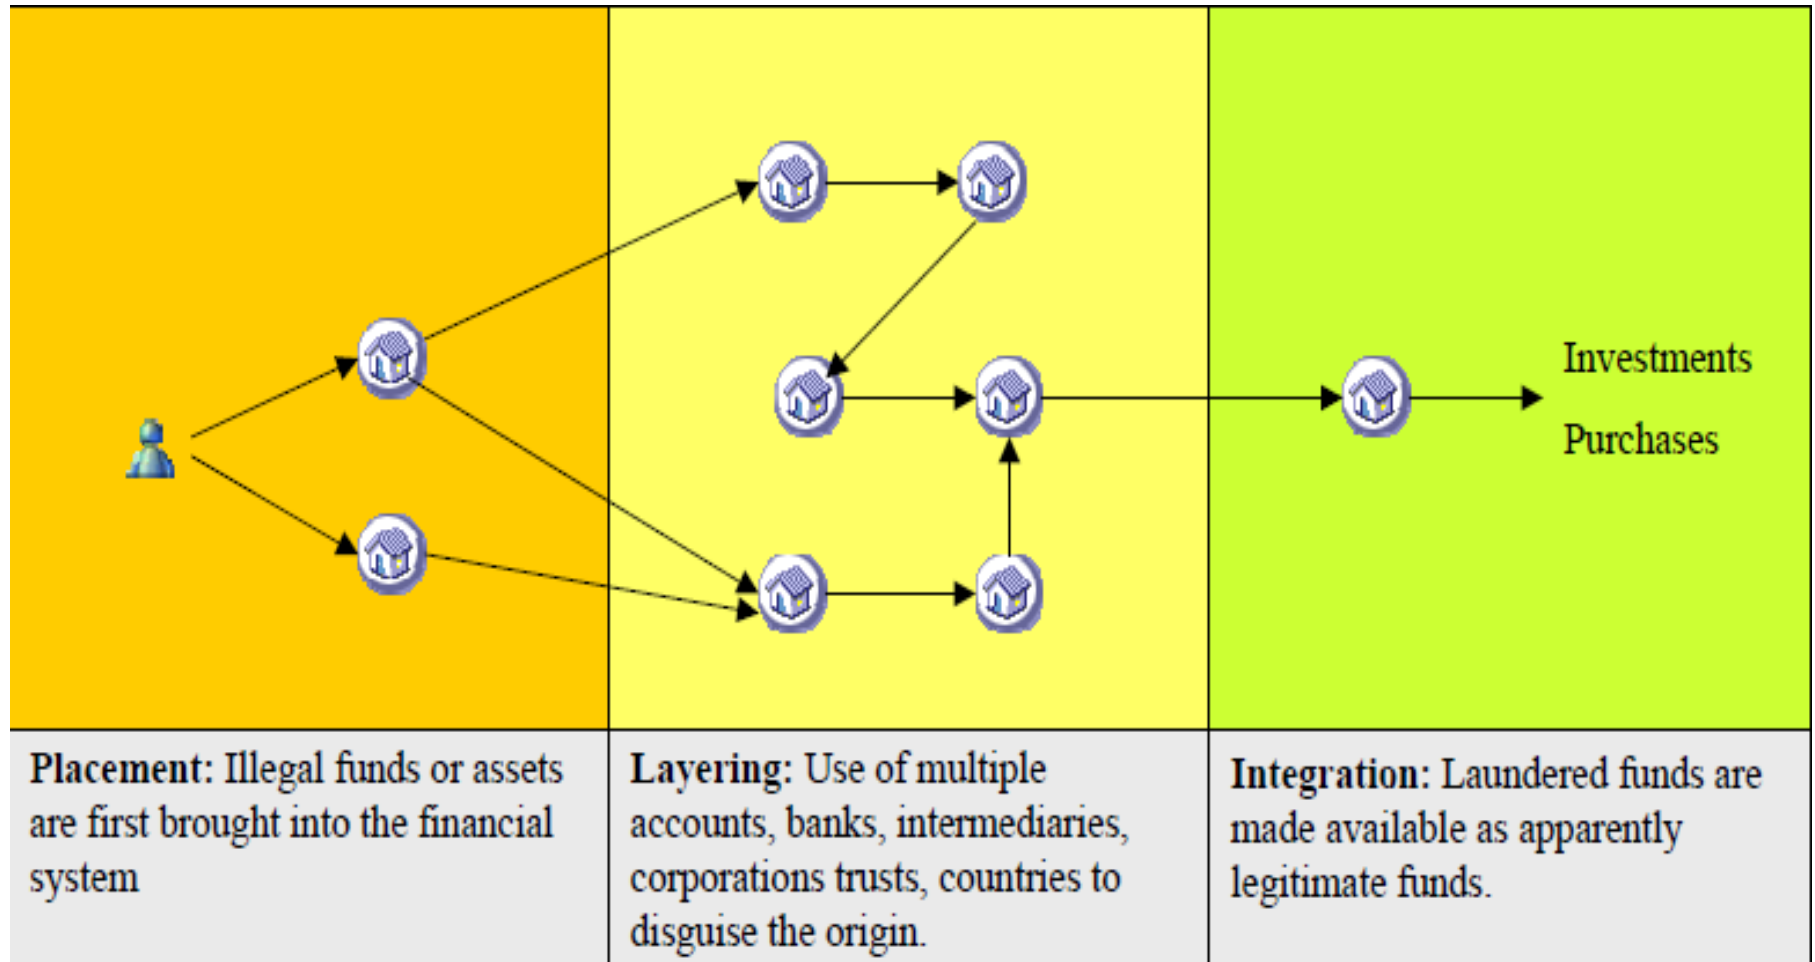 Investments
Purchases
Placement: Illegal funds or assets
are first brought into the financial
system
Layering: Use of multiple
accounts, banks, intermediaries,
corporations trusts, countries to
disguise the origin.
Integration: Laundered funds are
made available as apparently
legitimate funds.